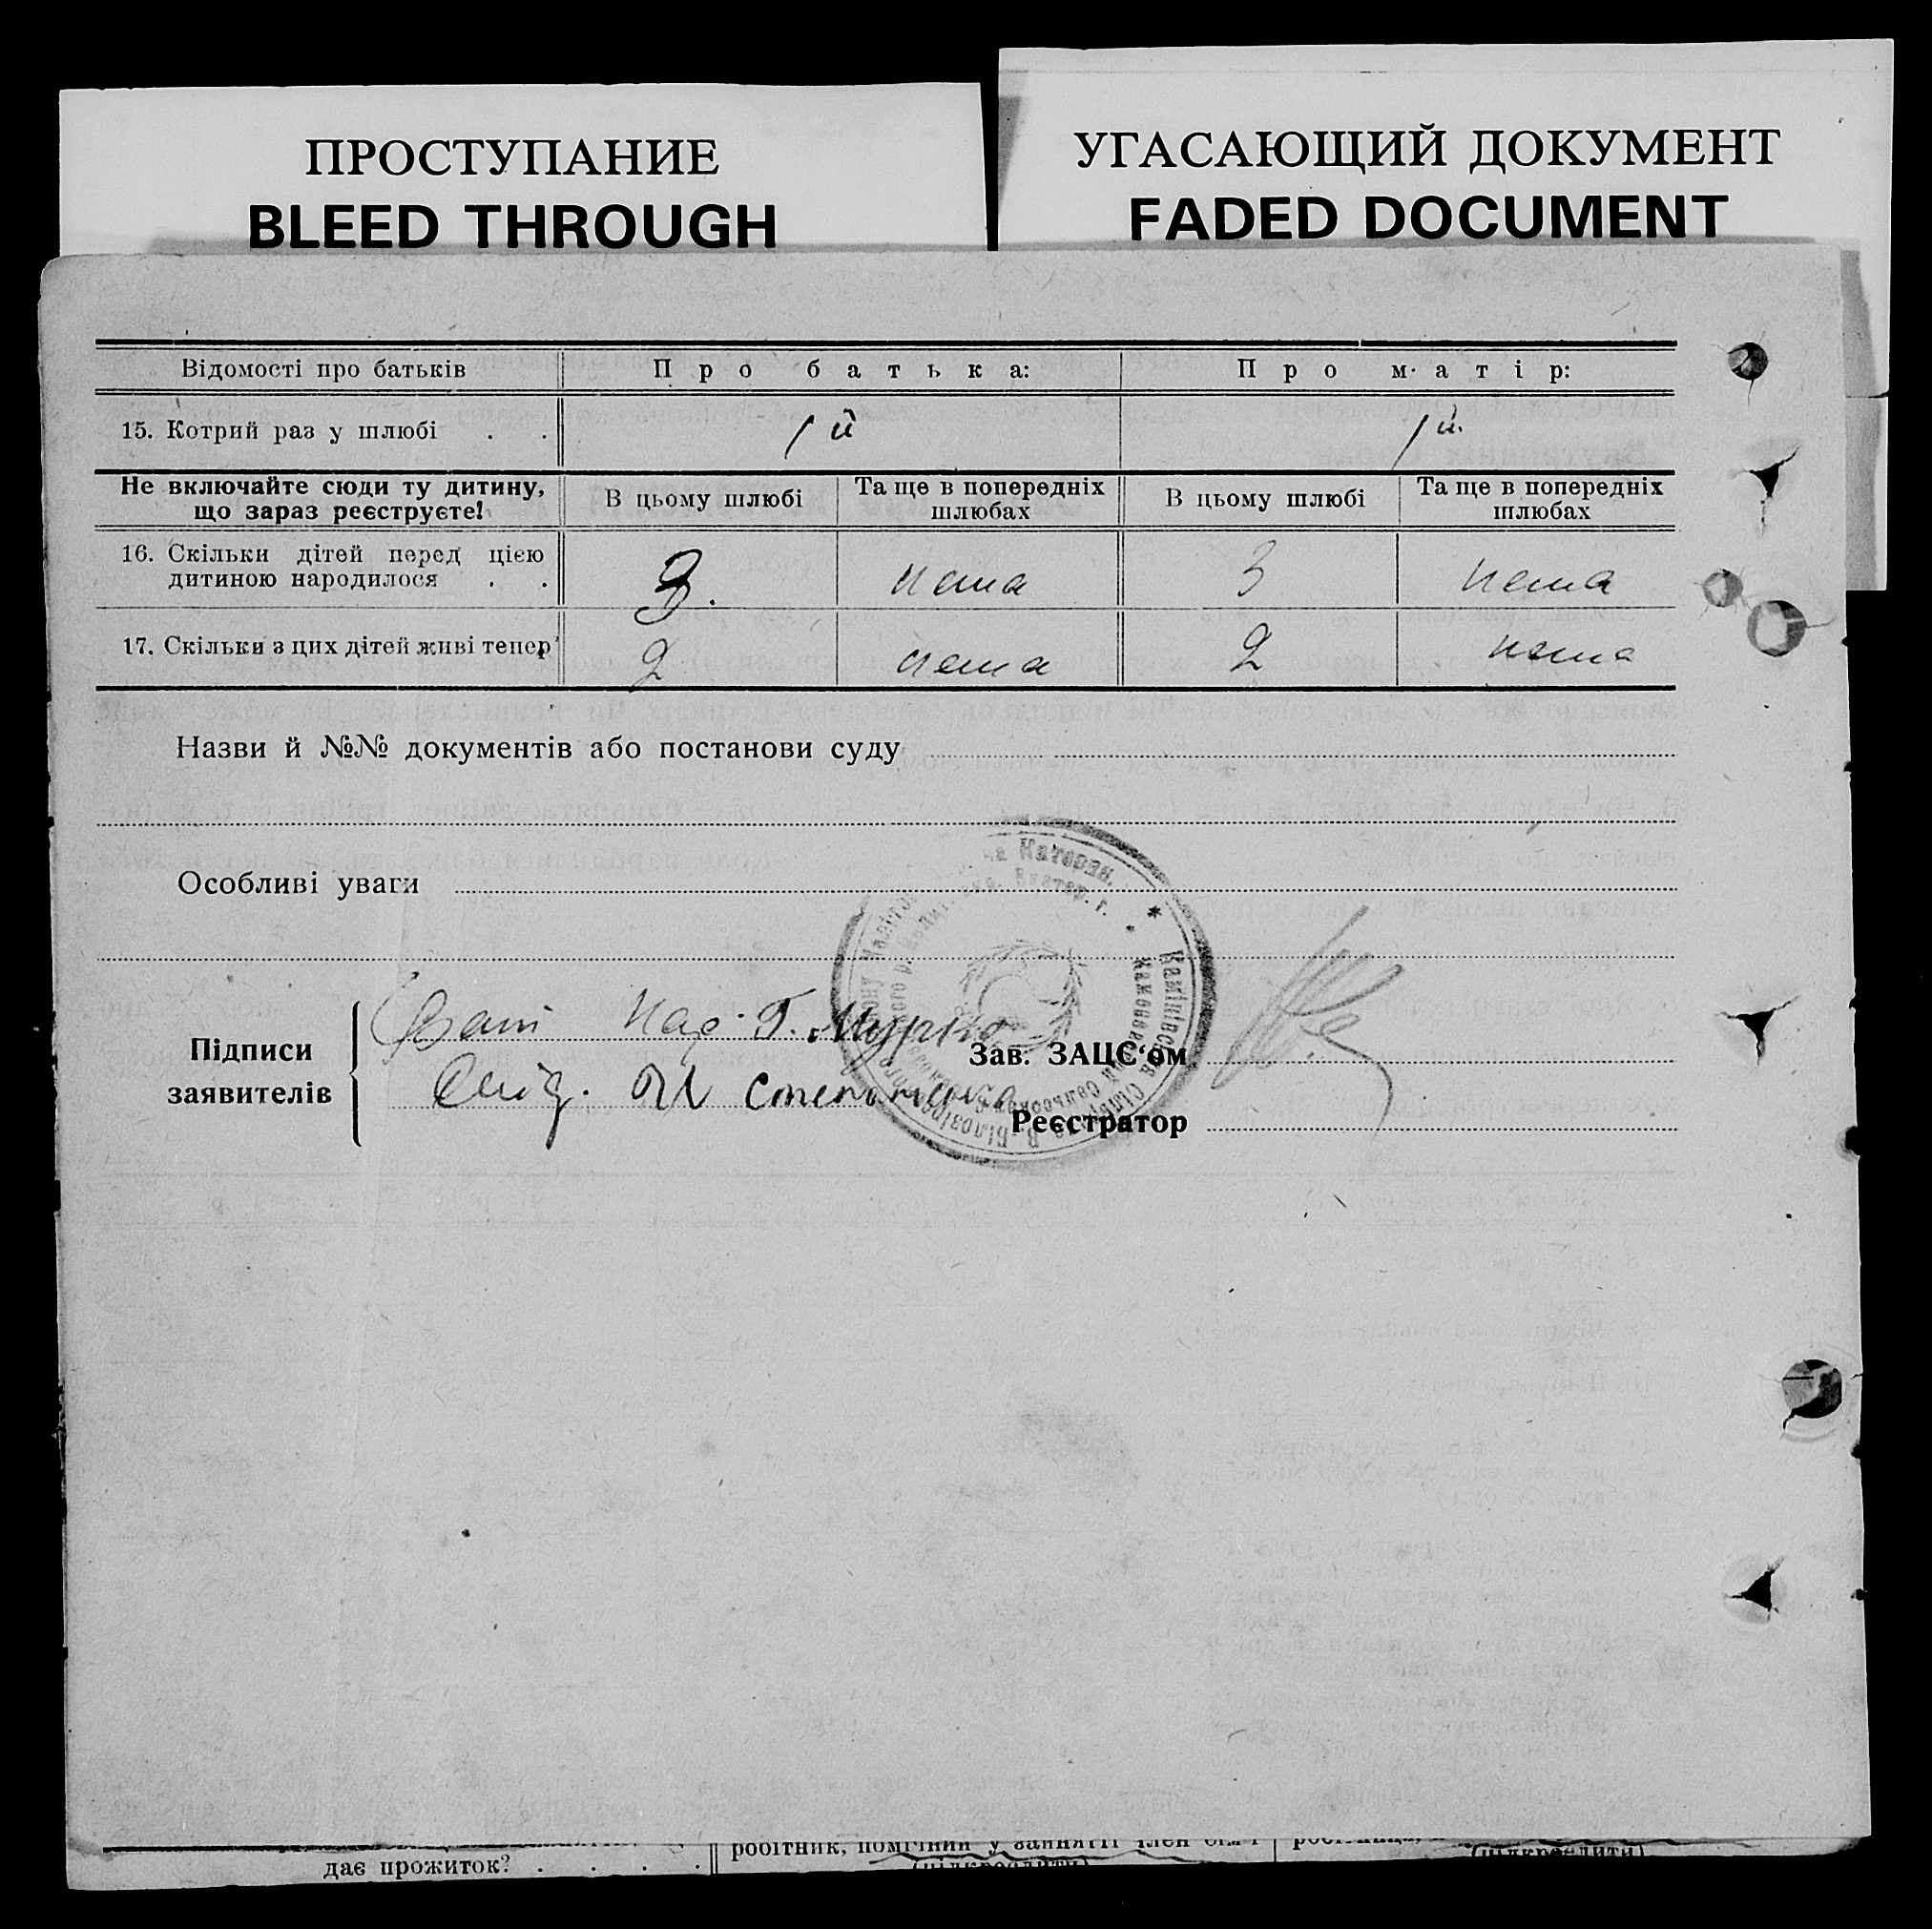 ПРОСТУПАНИЕ
BLEED THROUGH
УГАСАЮЩИЙ ДОКУМЕНТ
FADED DOCUMENT
Відомості про батьків
Про батька:
Про матір:
15. Котрий раз у шлюбі . .
1й
1й.
Не включайте сюди ту дитину,
що зараз реєструєте!
В цьому шлюбі
Та ще в попередніх
шлюбах
В цьому шлюбі
Та ще в попередніх
шлюбах
16. Скільки дітей перед цією
дитиною народилося . .
3.
нема
3
нема
17. Скільки з цих дітей живі тепер
2
нема
2
нема
Назви й №№ документів або постанови суду
Особливі уваги
Підписи
заявителів
Зав. ЗАЦС'ом
Реєстратор
дає прожиток? . . . .
робітник, помічний у занятті член сім'ї
(підкреслити)
(підкреслити)